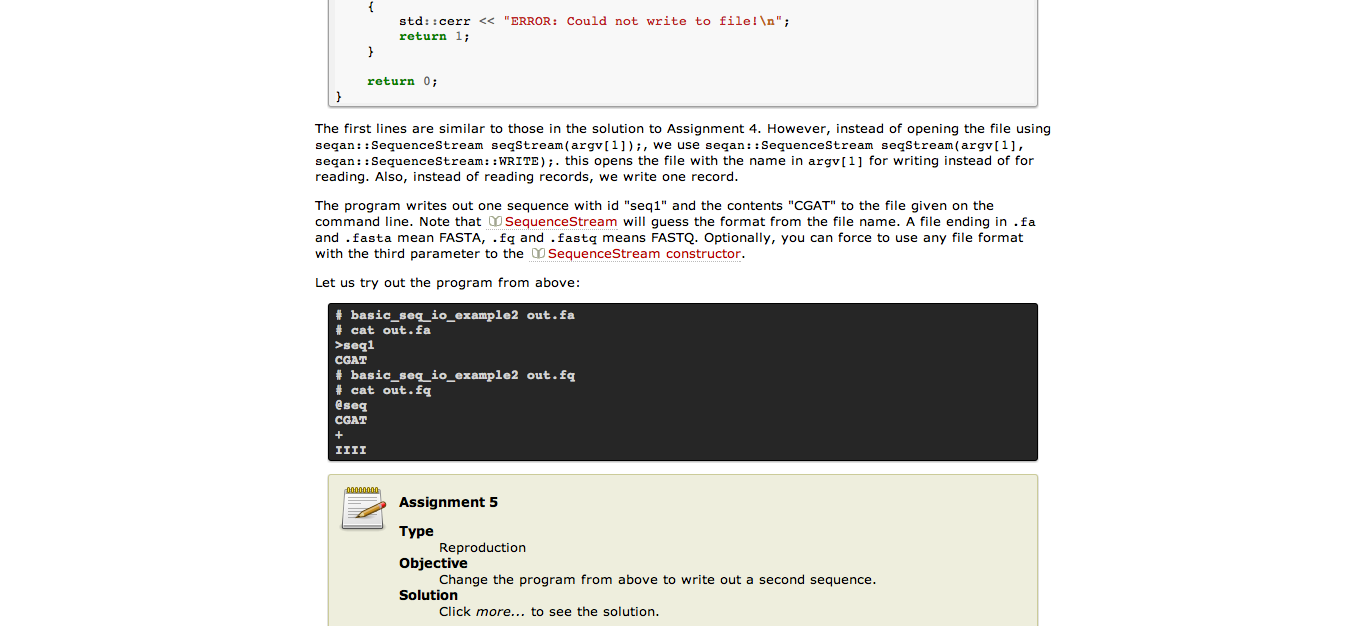 {
std::cerr << "ERROR: Could not write to file!\n";
return 1;
}
return 0;
}
The first lines are similar to those in the solution to Assignment 4. However, instead of opening the file using
seqan::SequenceStream seqStream(argv[1]);, we use seqan::SequenceStream seqStream(argv[1],
seqan::SequenceStream::WRITE);. this opens the file with the name in argv[1] for writing instead of for
reading. Also, instead of reading records, we write one record.
The program writes out one sequence with id "seq1" and the contents "CGAT" to the file given on the
command line. Note that SequenceStream will guess the format from the file name. A file ending in .fa
and .fasta mean FASTA, .fq and .fastq means FASTQ. Optionally, you can force to use any file format
with the third parameter to the SequenceStream constructor.
Let us try out the program from above:
# basic_seq_io_example2 out.fa
# cat out.fa
>seq1
CGAT
# basic_seq_io_example2 out.fq
# cat out.fq
@seq
CGAT
+
IIII
Assignment 5
Type
Reproduction
Objective
Change the program from above to write out a second sequence.
Solution
Click more... to see the solution.